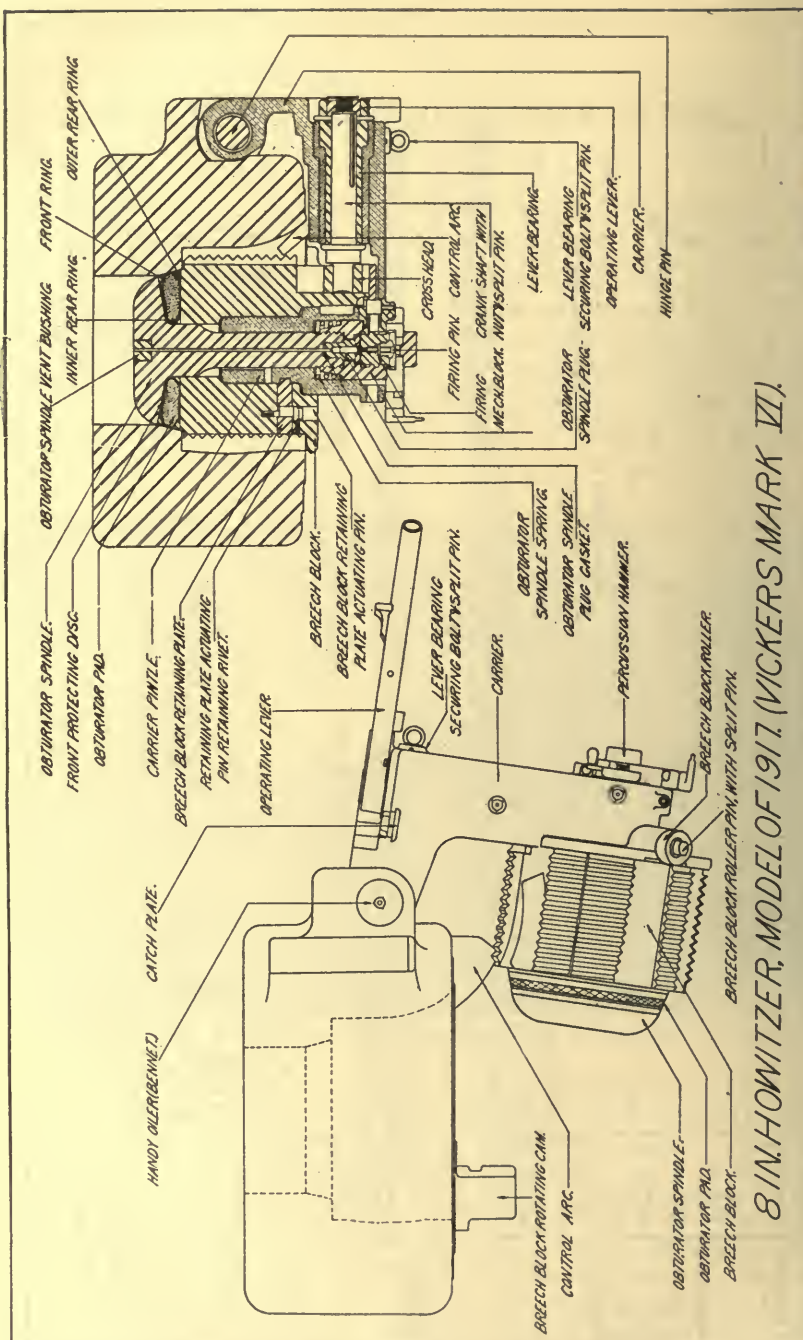 OBTURATOR SPINDLE.
FRONT PROTECTING DISC.
OBTURATOR PAD.
OBTURATOR SPINDLE VENT BUSHING
INNER REAR RING.
FRONT RING.
OUTER REAR RING.
CARRIER PINTLE.
BREECH BLOCK RETAINING PLATE.
RETAINING PLATE ACTUATING
PIN RETAINING RIVET.
BREECH BLOCK.
BREECH BLOCK RETAINING
PLATE ACTUATING PIN.
OBTURATOR
SPINDLE SPRING.
OBTURATOR SPINDLE
PLUG GASKET.
OBTURATOR
SPINDLE PLUG.
FIRING
NECK BLOCK.
FIRING PIN.
CRANK SHAFT WITH
NUT & SPLIT PIN.
CONTROL ARC.
CROSS HEAD.
LEVER BEARING.
LEVER BEARING
SECURING BOLT & SPLIT PIN.
OPERATING LEVER.
CARRIER.
HINGE PIN
HANDY OILER (BENNET)
CATCH PLATE.
OPERATING LEVER.
LEVER BEARING
SECURING BOLT & SPLIT PIN.
CARRIER.
PERCUSSION HAMMER.
BREECH BLOCK ROLLER.
BREECH BLOCK ROLLER PIN, WITH SPLIT PIN.
BREECH BLOCK ROTATING CAM.
CONTROL ARC.
OBTURATOR SPINDLE.
OBTURATOR PAD.
BREECH BLOCK.
8 IN. HOWITZER, MODEL OF 1917. (VICKERS MARK VI).